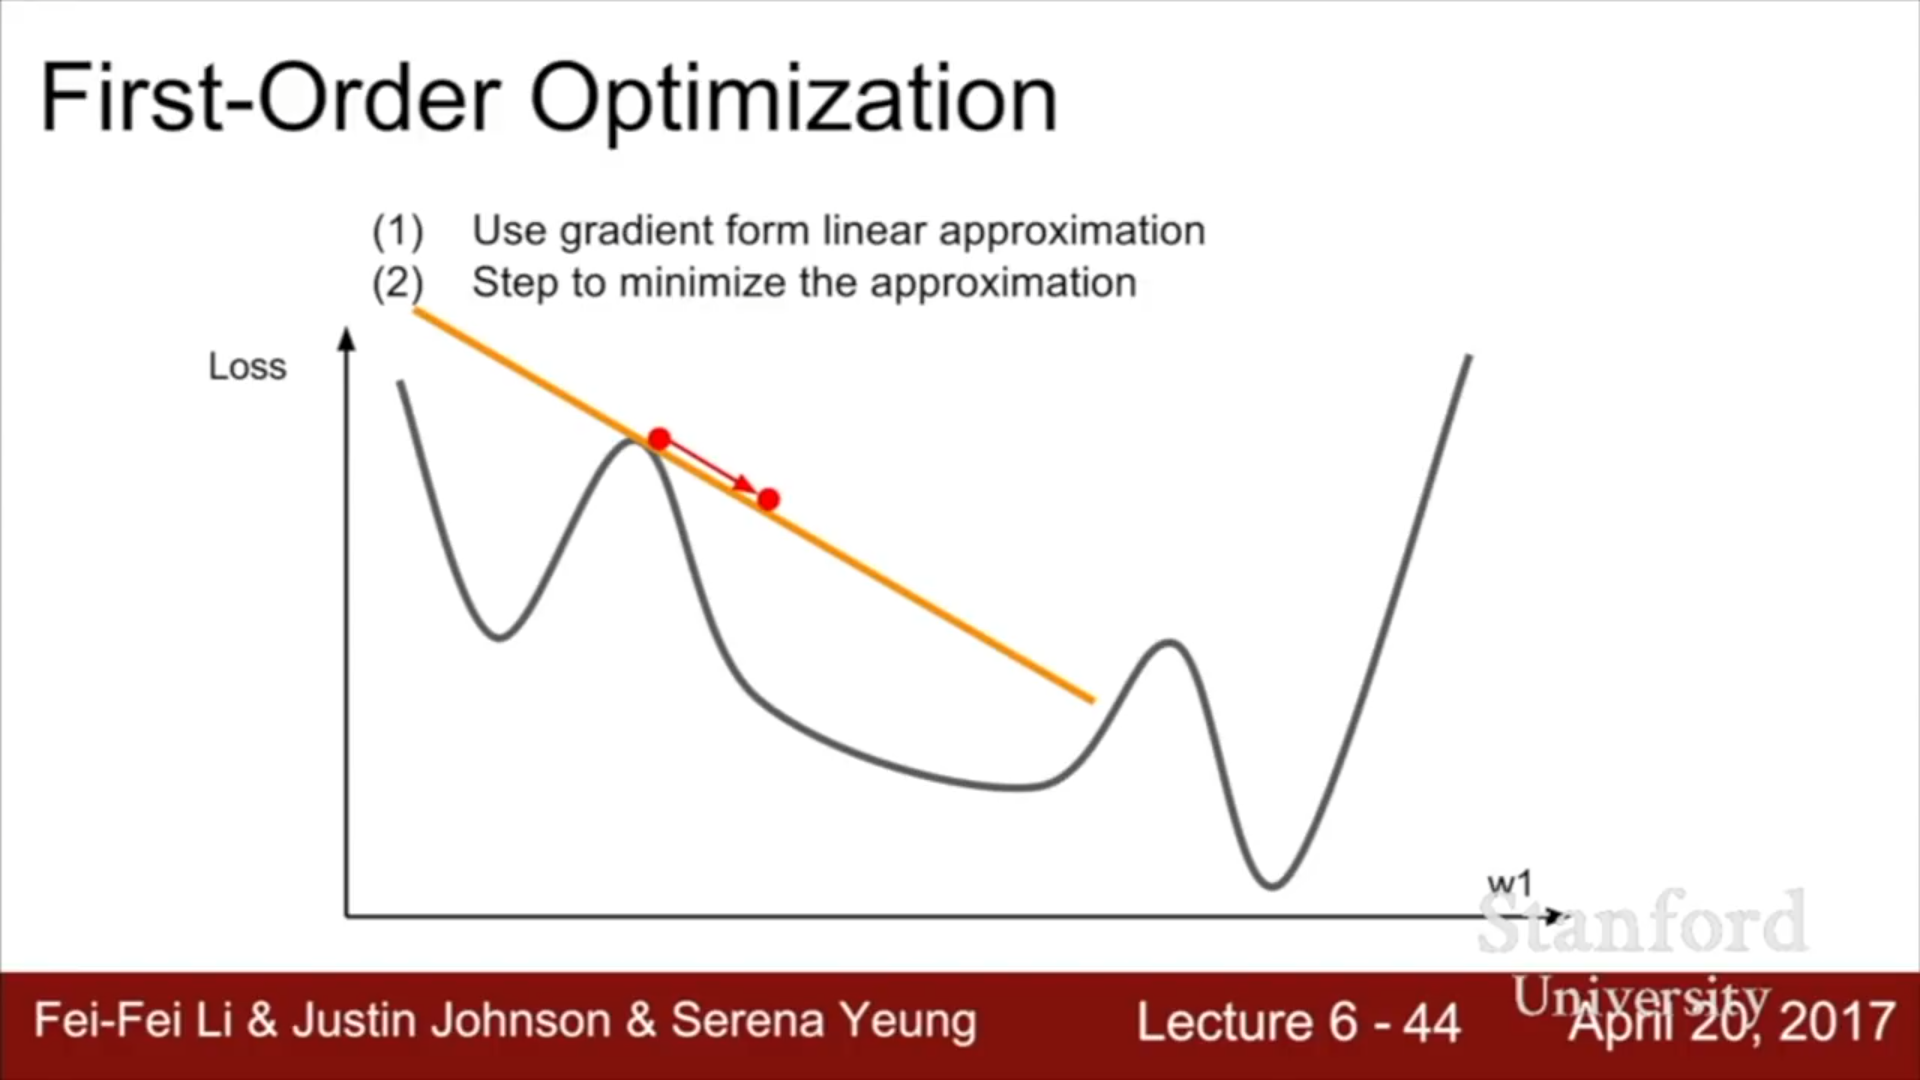 First-Order Optimization
(1) Use gradient form linear approximation
(2) Step to minimize the approximation
Loss
w1
Stanford
University
Fei-Fei Li & Justin Johnson & Serena Yeung
Lecture 6 - 44
April 20, 2017